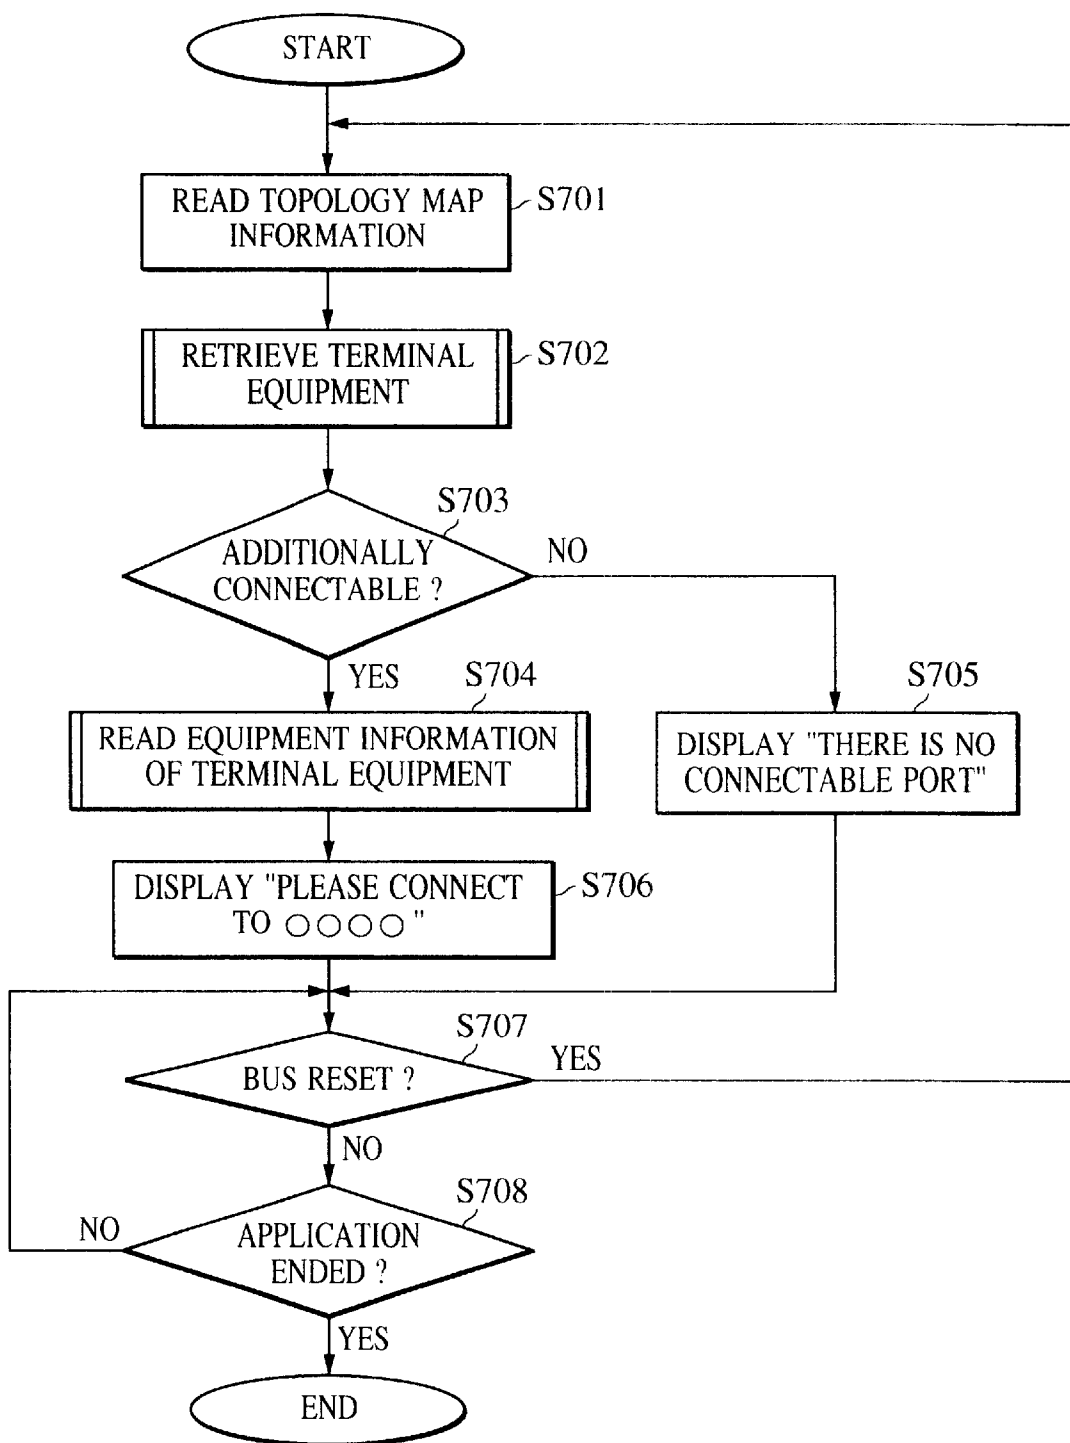 START
READ TOPOLOGY MAP
INFORMATION
S701
RETRIEVE TERMINAL
EQUIPMENT
S702
S703
ADDITIONALLY
CONNECTABLE ?
NO
YES
S704
READ EQUIPMENT INFORMATION
OF TERMINAL EQUIPMENT
S705
DISPLAY "THERE IS NO
CONNECTABLE PORT"
DISPLAY "PLEASE CONNECT
TO ○○○○ "
S706
S707
BUS RESET ?
YES
NO
S708
APPLICATION
ENDED ?
NO
YES
END